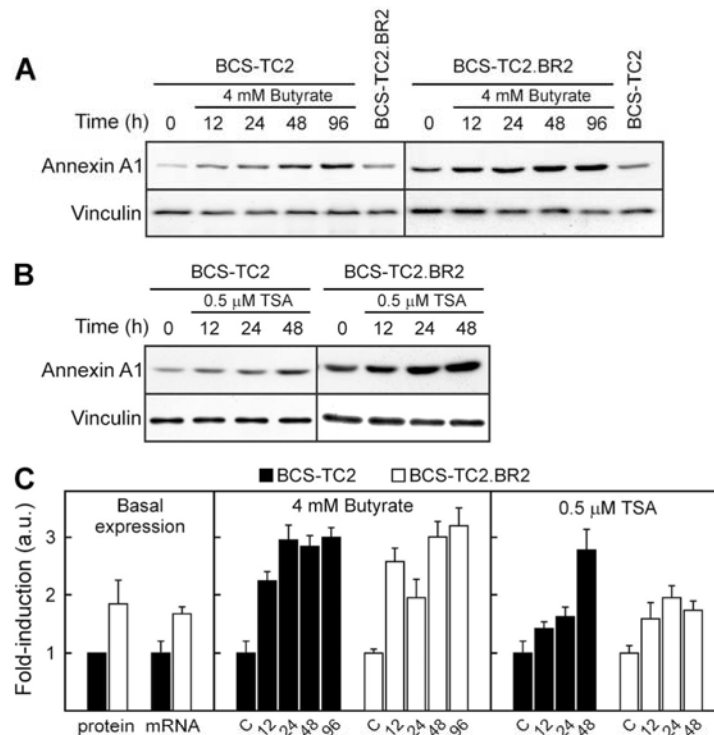 A
BCS-TC2
BCS-TC2.BR2
BCS-TC2.BR2
BCS-TC2
4 mM Butyrate
4 mM Butyrate
Time (h) 0 12 24 48 96 0 12 24 48 96
Annexin A1
Vinculin
B
BCS-TC2 BCS-TC2.BR2
0.5 μM TSA 0.5 μM TSA
Time (h) 0 12 24 48 0 12 24 48
Annexin A1
Vinculin
C
BCS-TC2 BCS-TC2.BR2
Basal expression
4 mM Butyrate
0.5 μM TSA
Fold-induction (a.u.)
3
2
1
protein mRNA C 12 24 48 96 C 12 24 48 96 C 12 24 48 C 12 24 48